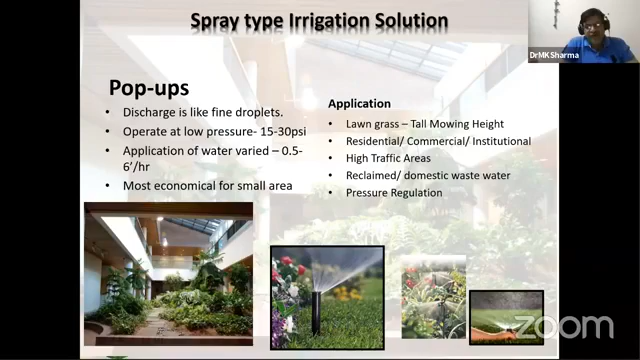 Spray type Irrigation Solution
DrMK Sharma
Pop-ups
• Discharge is like fine droplets.
• Operate at low pressure- 15-30psi
• Application of water varied – 0.5-
6’/hr
• Most economical for small area
Application
• Lawn grass – Tall Mowing Height
• Residential/ Commercial/ Institutional
• High Traffic Areas
• Reclaimed/ domestic waste water
• Pressure Regulation
zoom